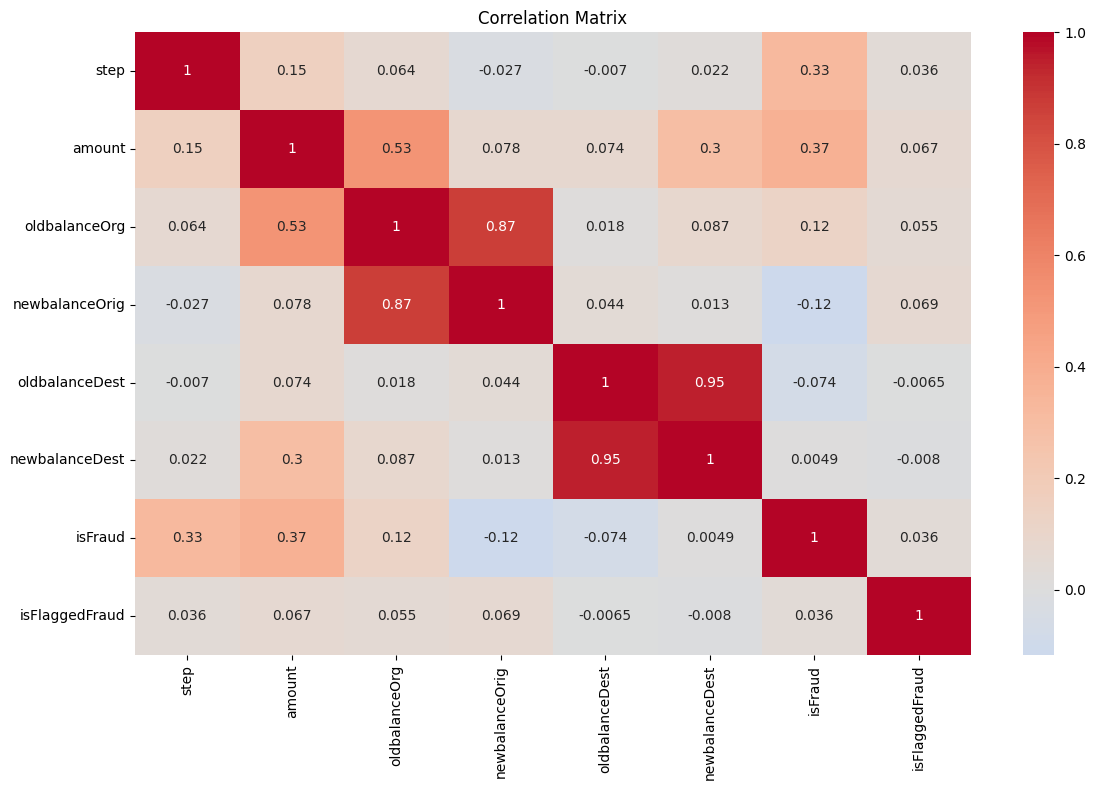 Correlation Matrix
step 1 0.15 0.064 -0.027 -0.007 0.022 0.33 0.036
amount 0.15 1 0.53 0.078 0.074 0.3 0.37 0.067
oldbalanceOrg 0.064 0.53 1 0.87 0.018 0.087 0.12 0.055
newbalanceOrig -0.027 0.078 0.87 1 0.044 0.013 -0.12 0.069
oldbalanceDest -0.007 0.074 0.018 0.044 1 0.95 -0.074 -0.0065
newbalanceDest 0.022 0.3 0.087 0.013 0.95 1 0.0049 -0.008
isFraud 0.33 0.37 0.12 -0.12 -0.074 0.0049 1 0.036
isFlaggedFraud 0.036 0.067 0.055 0.069 -0.0065 -0.008 0.036 1
step amount oldbalanceOrg newbalanceOrig oldbalanceDest newbalanceDest isFraud isFlaggedFraud
1.0
0.8
0.6
0.4
0.2
0.0